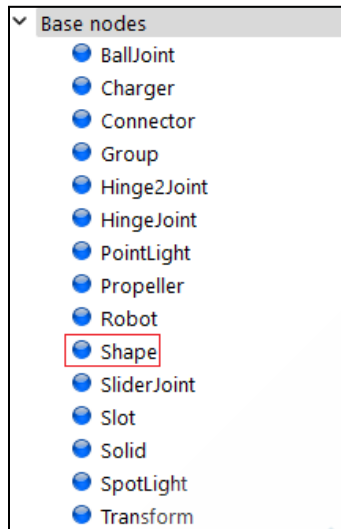 Base nodes
BallJoint
Charger
Connector
Group
Hinge2Joint
HingeJoint
PointLight
Propeller
Robot
Shape
SliderJoint
Slot
Solid
SpotLight
Transform